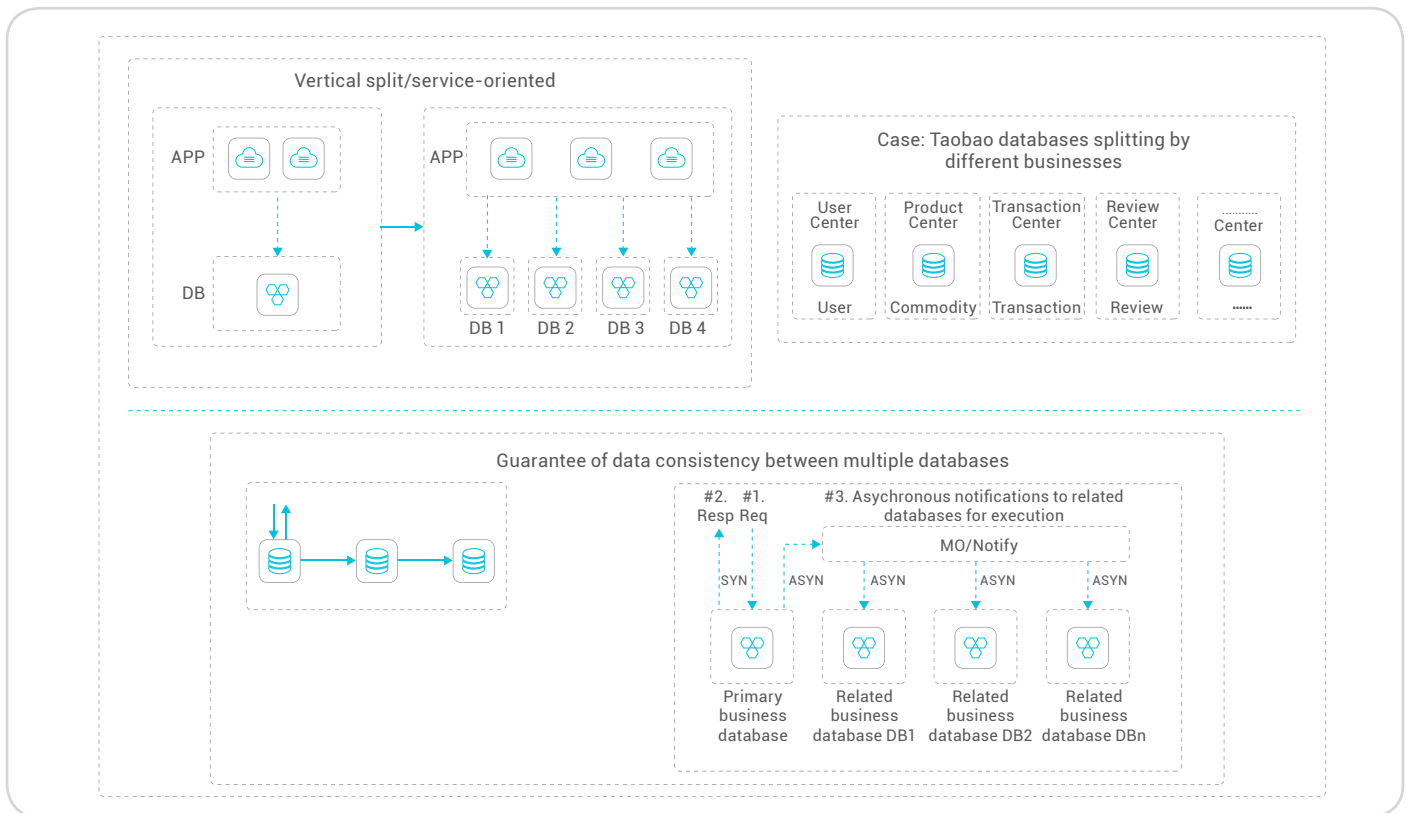 Vertical split/service-oriented
APP
DB
APP
DB 1
DB 2
DB 3
DB 4
Case: Taobao databases splitting by
different businesses
User
Center
User
Product
Center
Commodity
Transaction
Center
Transaction
Review
Center
Review
...........
Center
......
Guarantee of data consistency between multiple databases
#2.
Resp
#1.
Req
#3. Asychronous notifications to related
databases for execution
MO/Notify
SYN
ASYN
ASYN
ASYN
ASYN
Primary
business
database
Related
business
database DB1
Related
business
database DB2
Related
business
database DBn